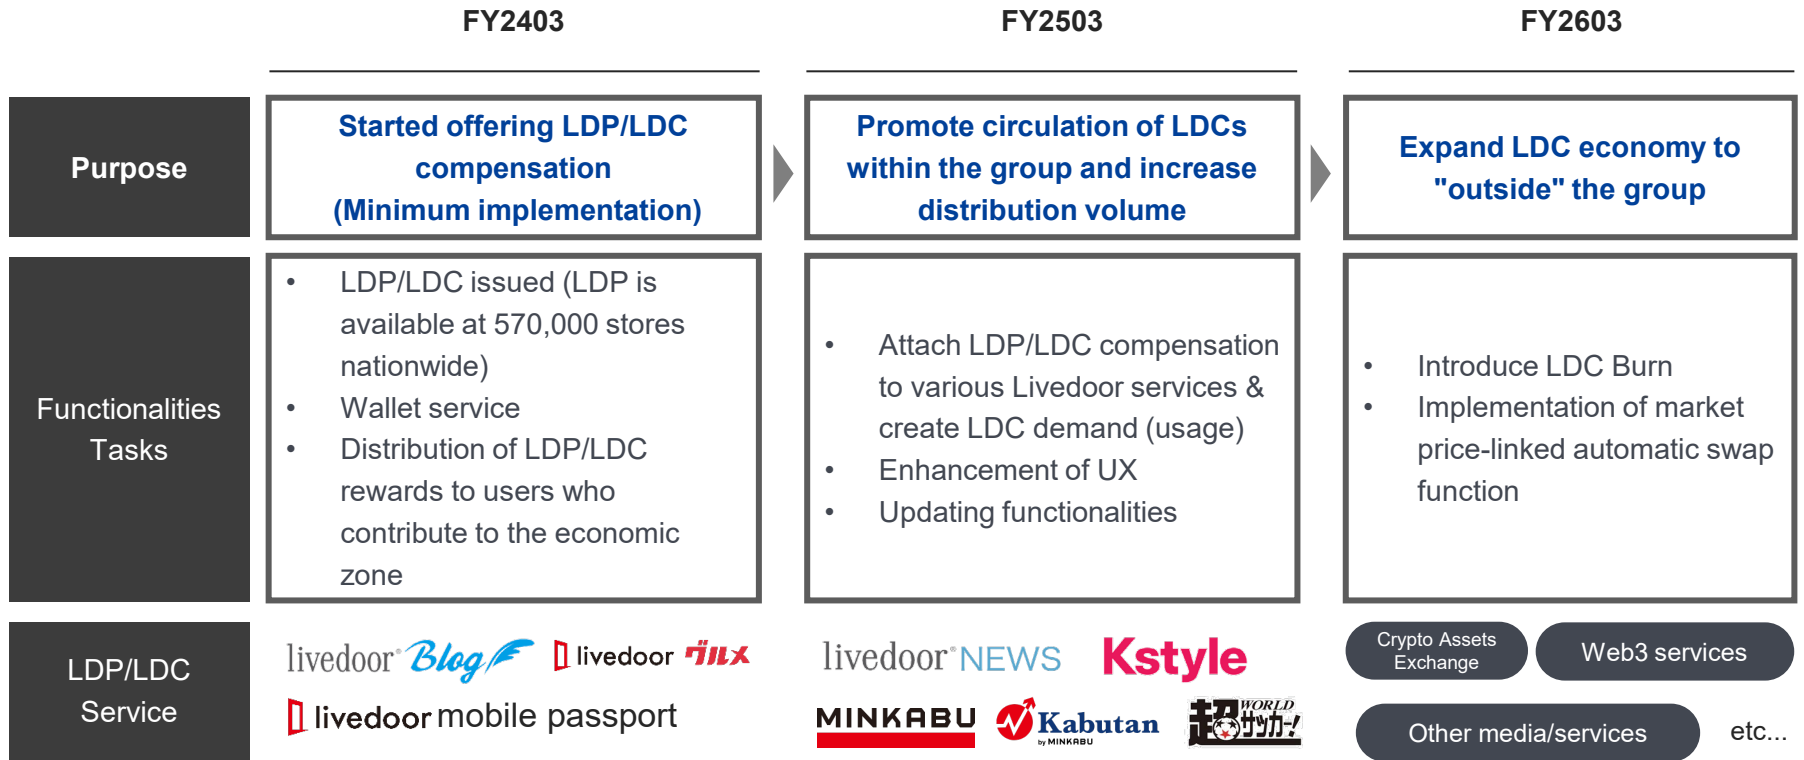 FY2403
FY2503
FY2603
Purpose
Started offering LDP/LDC
compensation
(Minimum implementation)
Promote circulation of LDCs
within the group and increase
distribution volume
Expand LDC economy to
"outside" the group
Functionalities
Tasks
• LDP/LDC issued (LDP is
available at 570,000 stores
nationwide)
• Wallet service
• Distribution of LDP/LDC
rewards to users who
contribute to the economic
zone
• Attach LDP/LDC compensation
to various Livedoor services &
create LDC demand (usage)
• Enhancement of UX
• Updating functionalities
• Introduce LDC Burn
• Implementation of market
price-linked automatic swap
function
LDP/LDC
Service
livedoor® Blog
livedoor グルメ
livedoor mobile passport
livedoor® NEWS
Kstyle
MINKABU
Kabutan
by MINKABU
超WORLD
サッカー!
Crypto Assets
Exchange
Web3 services
Other media/services
etc...